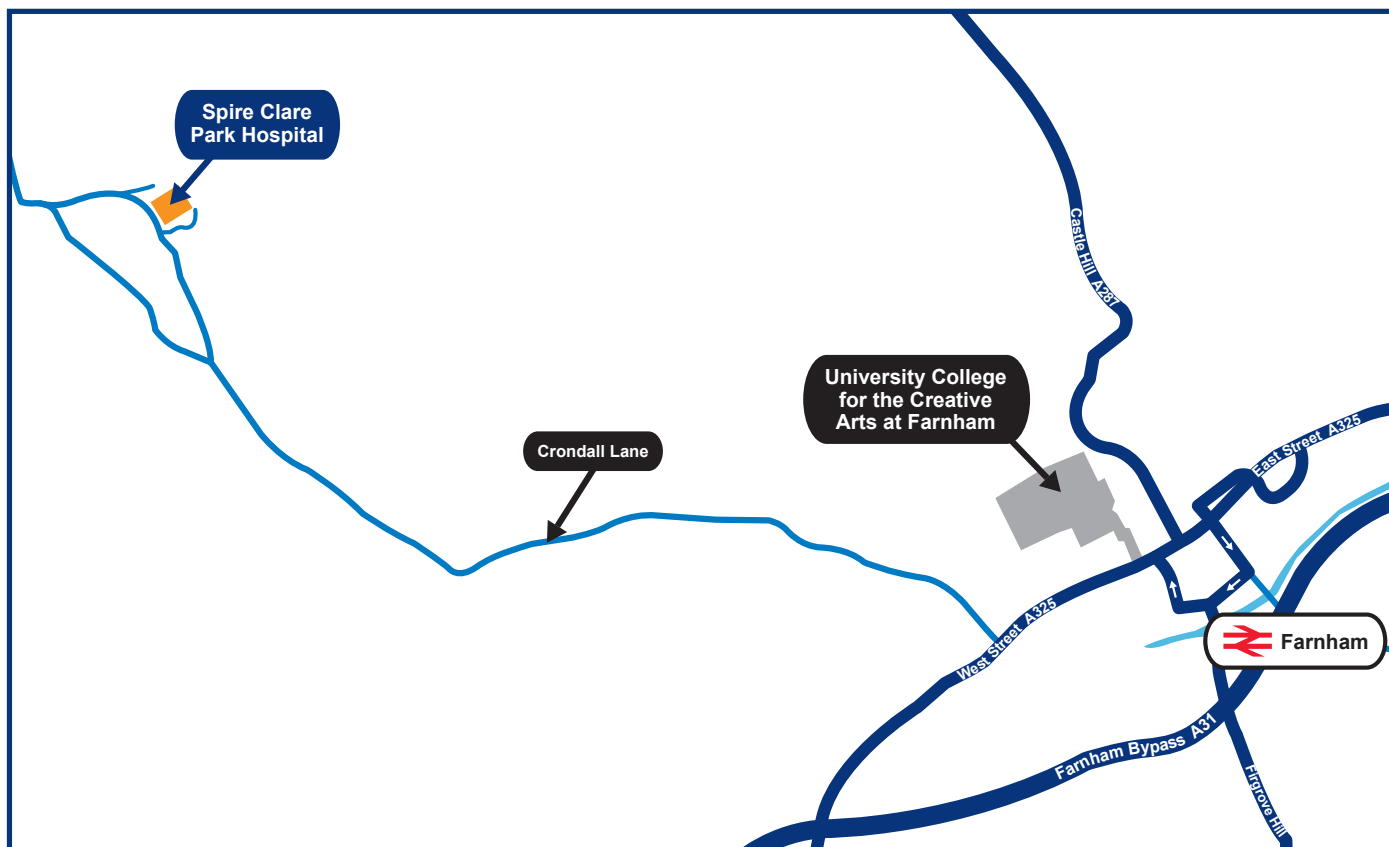 Spire Clare
Park Hospital
Castle Hill A287
University College
for the Creative
Arts at Farnham
East Street A325
Crondall Lane
West Street A325
Farnham
Farnham Bypass A31
Firgrove Hill